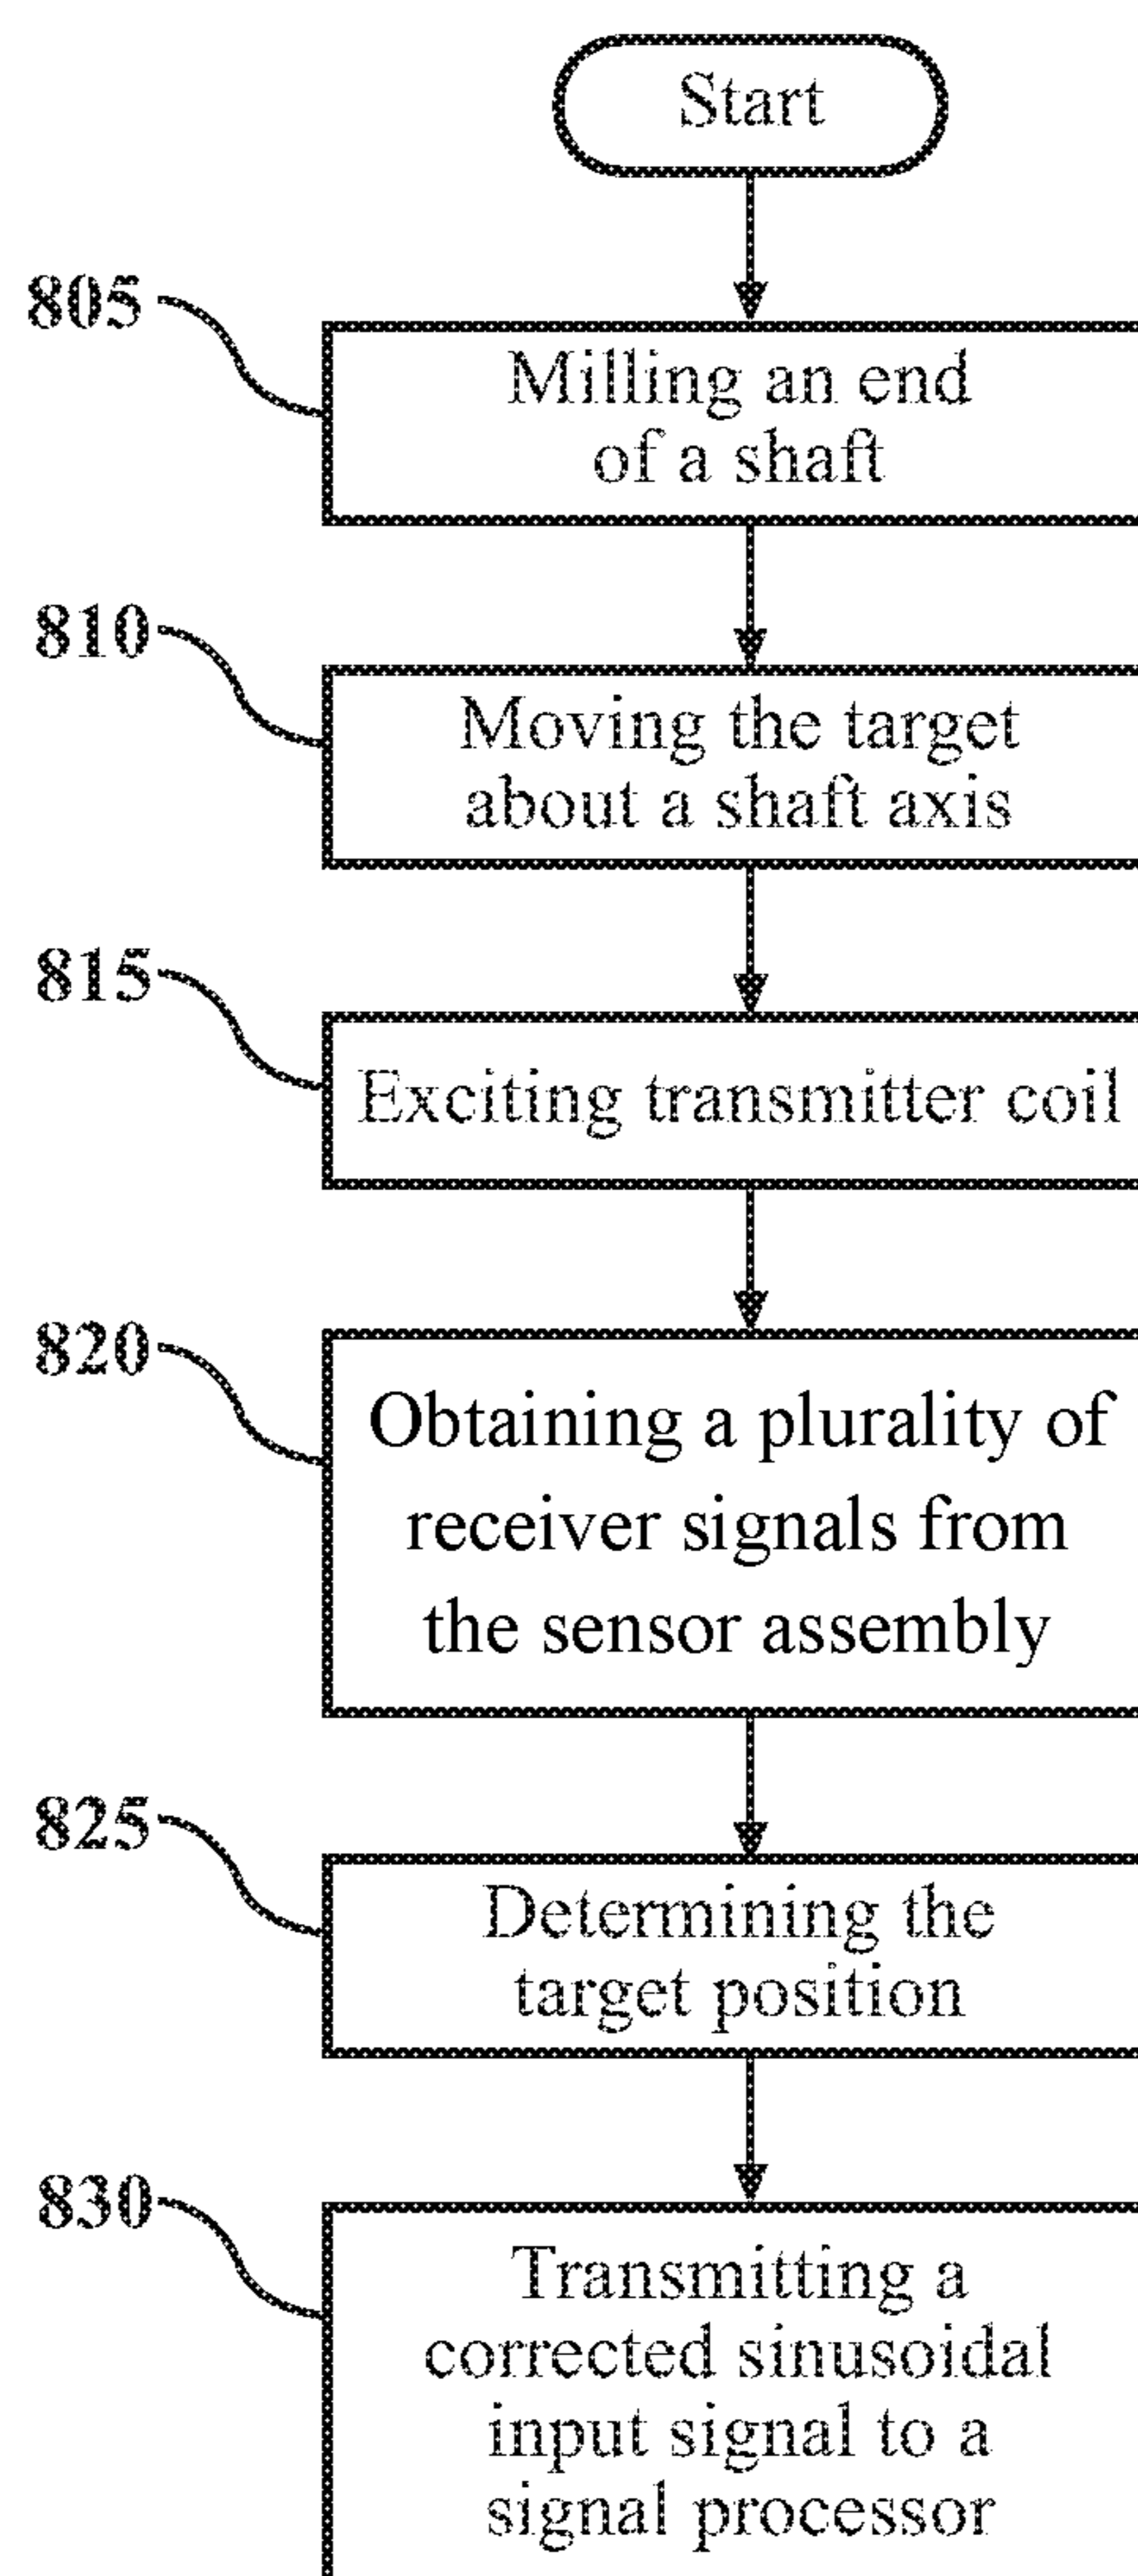 Start
805
Milling an end
of a shaft
810
Moving the target
about a shaft axis
815
Exciting transmitter coil
820
Obtaining a plurality of
receiver signals from
the sensor assembly
825
Determining the
target position
830
Transmitting a
corrected sinusoidal
input signal to a
signal processor